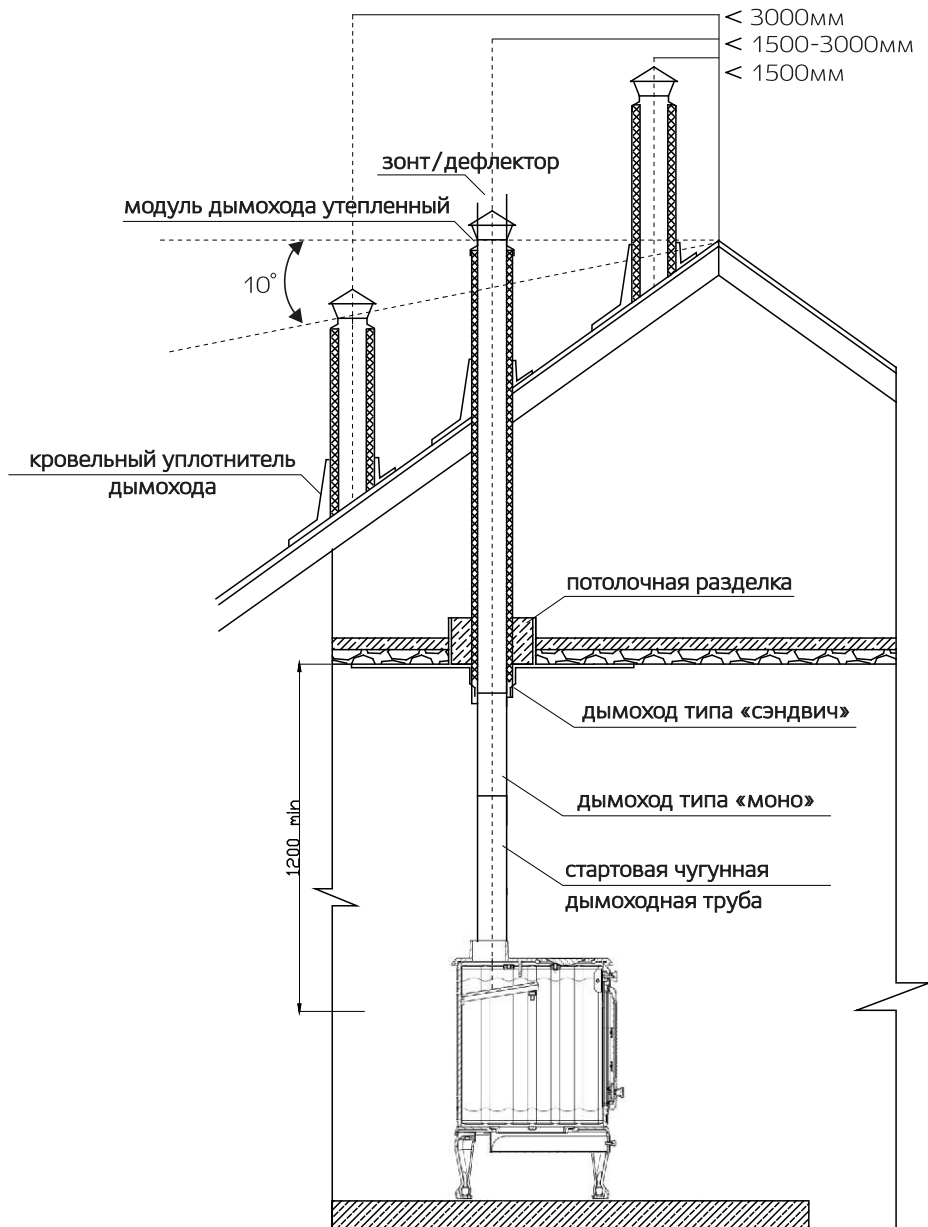 < 3000мм
< 1500-3000мм
< 1500мм
зонт/дефлектор
модуль дымохода утепленный
10°
кровельный уплотнитель
дымохода
потолочная разделка
дымоход типа «сэндвич»
дымоход типа «моно»
1200 min
стартовая чугунная
дымоходная труба